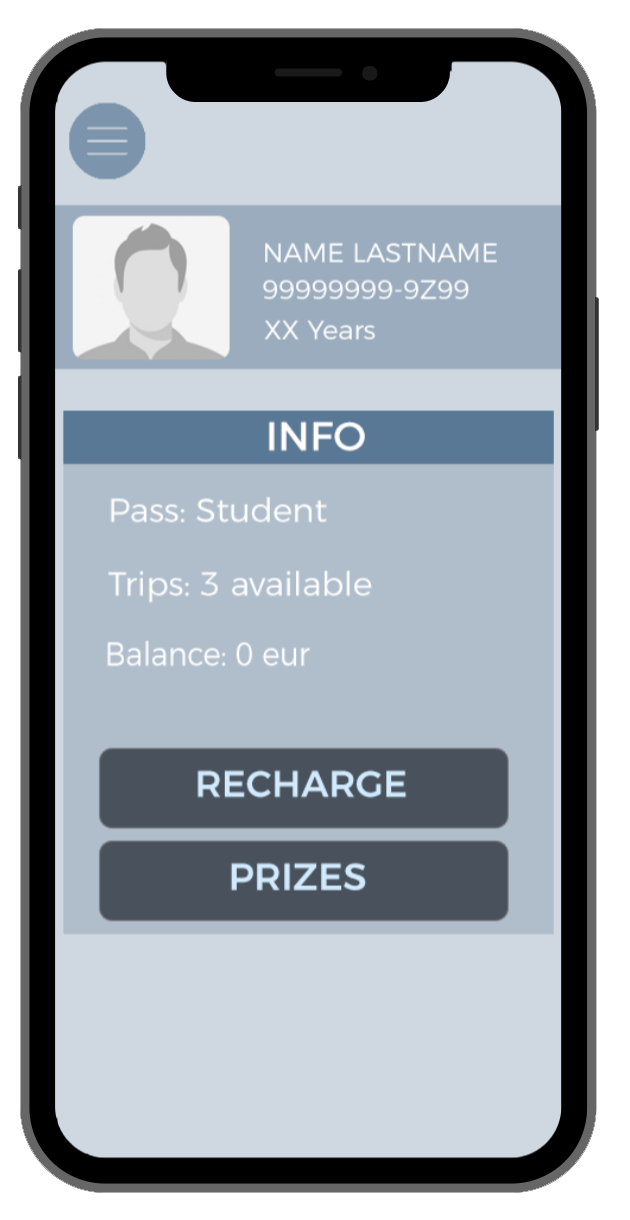 NAME LASTNAME
99999999-9Z99
XX Years
INFO
Pass: Student
Trips: 3 available
Balance: 0 eur
RECHARGE
PRIZES